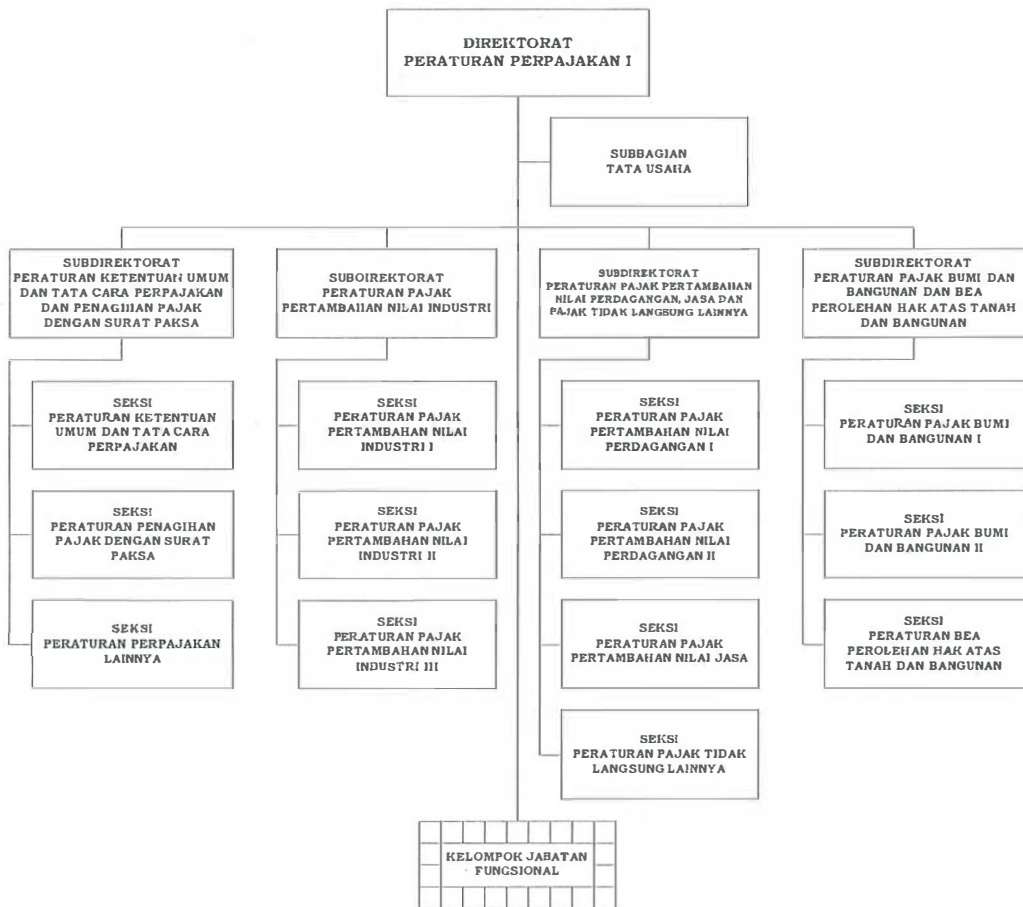 DIREKTORAT
PERATURAN PERPAJAKAN I
SUBBAGIAN
TATA USAHA
SUBDIREKTORAT
PERATURAN KETENTUAN UMUM
DAN TATA CARA PERPAJAKAN
DAN PENAGIHAN PAJAK
DENGAN SURAT PAKSA
SEKSI
PERATURAN KETENTUAN
UMUM DAN TATA CARA
PERPAJAKAN
SEKSI
PERATURAN PENAGIHAN
PAJAK DENGAN SURAT
PAKSA
SEKSI
PERATURAN PERPAJAKAN
LAINNYA
SUBDIREKTORAT
PERATURAN PAJAK
PERTAMBAHAN NILAI INDUSTRI
SEKSI
PERATURAN PAJAK
PERTAMBAHAN NILAI
INDUSTRI I
SEKSI
PERATURAN PAJAK
PERTAMBAHAN NILAI
INDUSTRI II
SEKSI
PERATURAN PAJAK
PERTAMBAHAN NILAI
INDUSTRI III
SUBDIREKTORAT
PERATURAN PAJAK PERTAMBAHAN
NILAI PERDAGANGAN, JASA DAN
PAJAK TIDAK LANGSUNG LAINNYA
SEKSI
PERATURAN PAJAK
PERTAMBAHAN NILAI
PERDAGANGAN I
SEKSI
PERATURAN PAJAK
PERTAMBAHAN NILAI
PERDAGANGAN II
SEKSI
PERATURAN PAJAK
PERTAMBAHAN NILAI JASA
SEKSI
PERATURAN PAJAK TIDAK
LANGSUNG LAINNYA
SUBDIREKTORAT
PERATURAN PAJAK BUMI DAN
BANGUNAN DAN BEA
PEROLEHAN HAK ATAS TANAH
DAN BANGUNAN
SEKSI
PERATURAN PAJAK BUMI
DAN BANGUNAN I
SEKSI
PERATURAN PAJAK BUMI
DAN BANGUNAN II
SEKSI
PERATURAN BEA
PEROLEHAN HAK ATAS
TANAH DAN BANGUNAN
KELOMPOK JABATAN
FUNGSIONAL